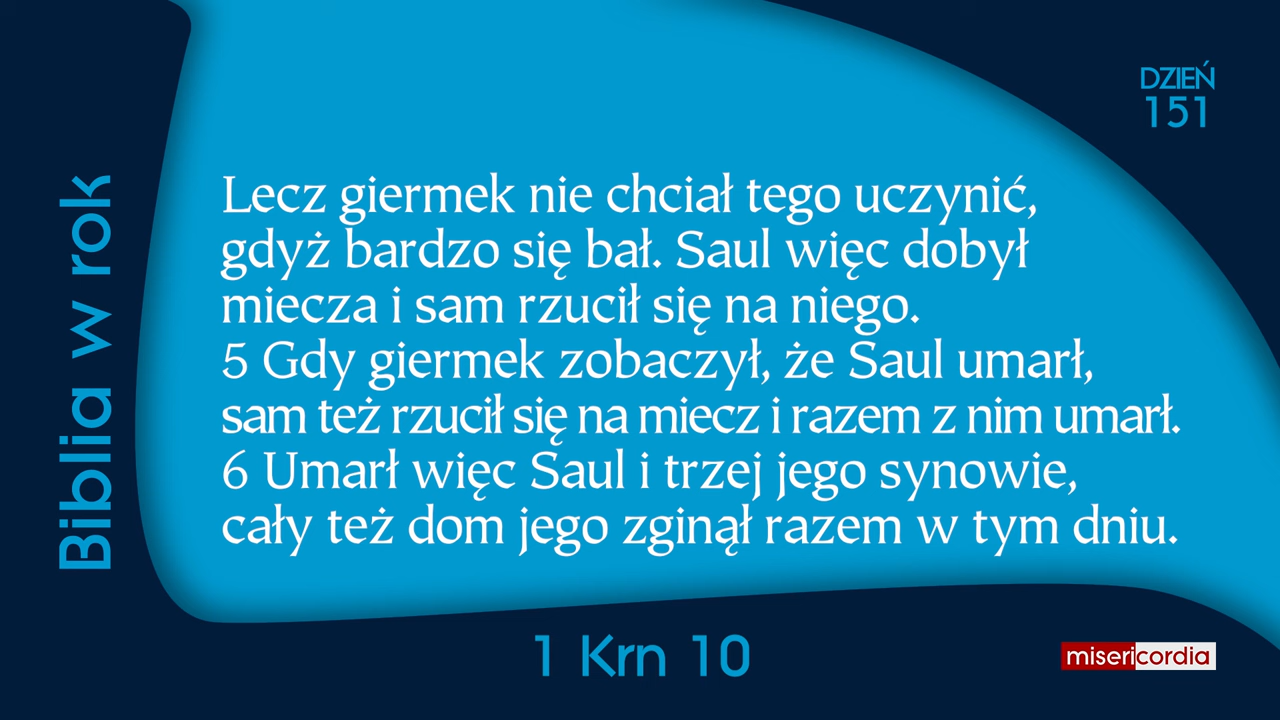 DZIEŃ
151
Biblia w rok
Lecz giermek nie chciał tego uczynić,
gdyż bardzo się bał. Saul więc dobył
miecza i sam rzucił się na niego.
5 Gdy giermek zobaczył, że Saul umarł,
sam też rzucił się na miecz i razem z nim umarł.
6 Umarł więc Saul i trzej jego synowie,
cały też dom jego zginął razem w tym dniu.
1 Krn 10
misericordia